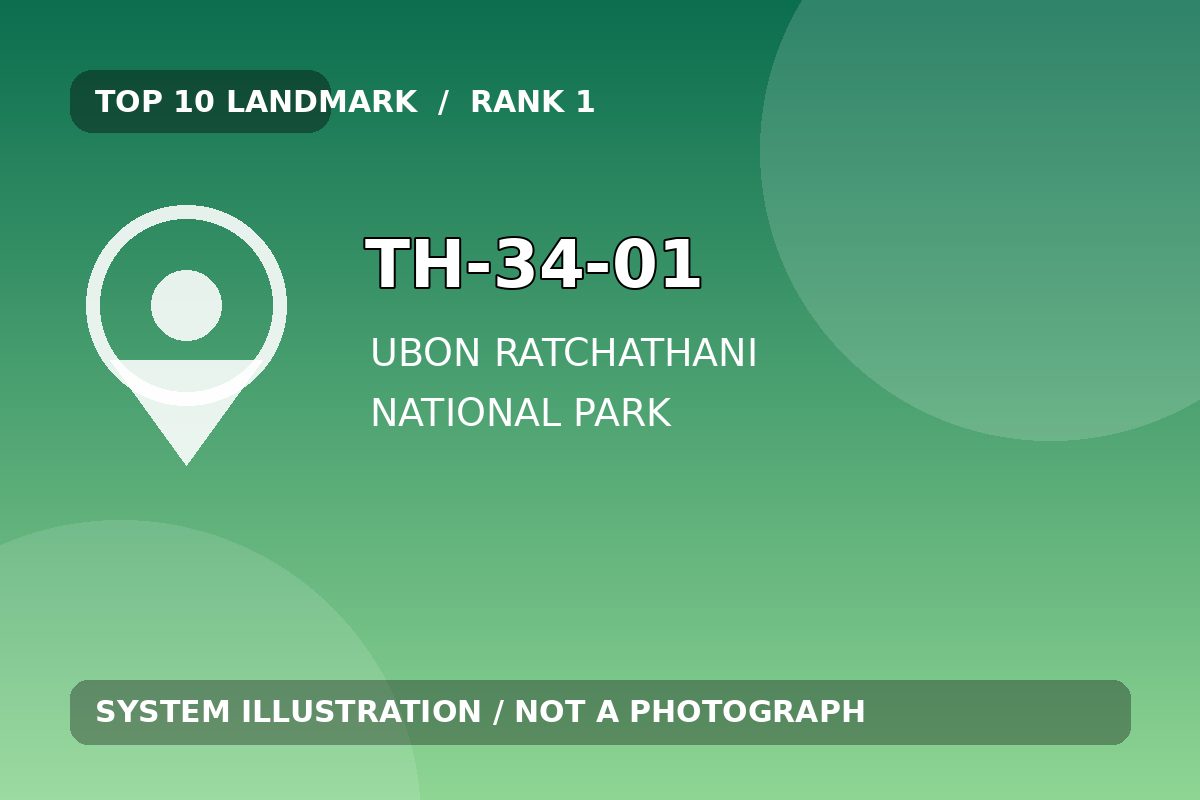 TOP 10 LANDMARK / RANK 1
TH-34-01
UBON RATCHATHANI
NATIONAL PARK
SYSTEM ILLUSTRATION / NOT A PHOTOGRAPH